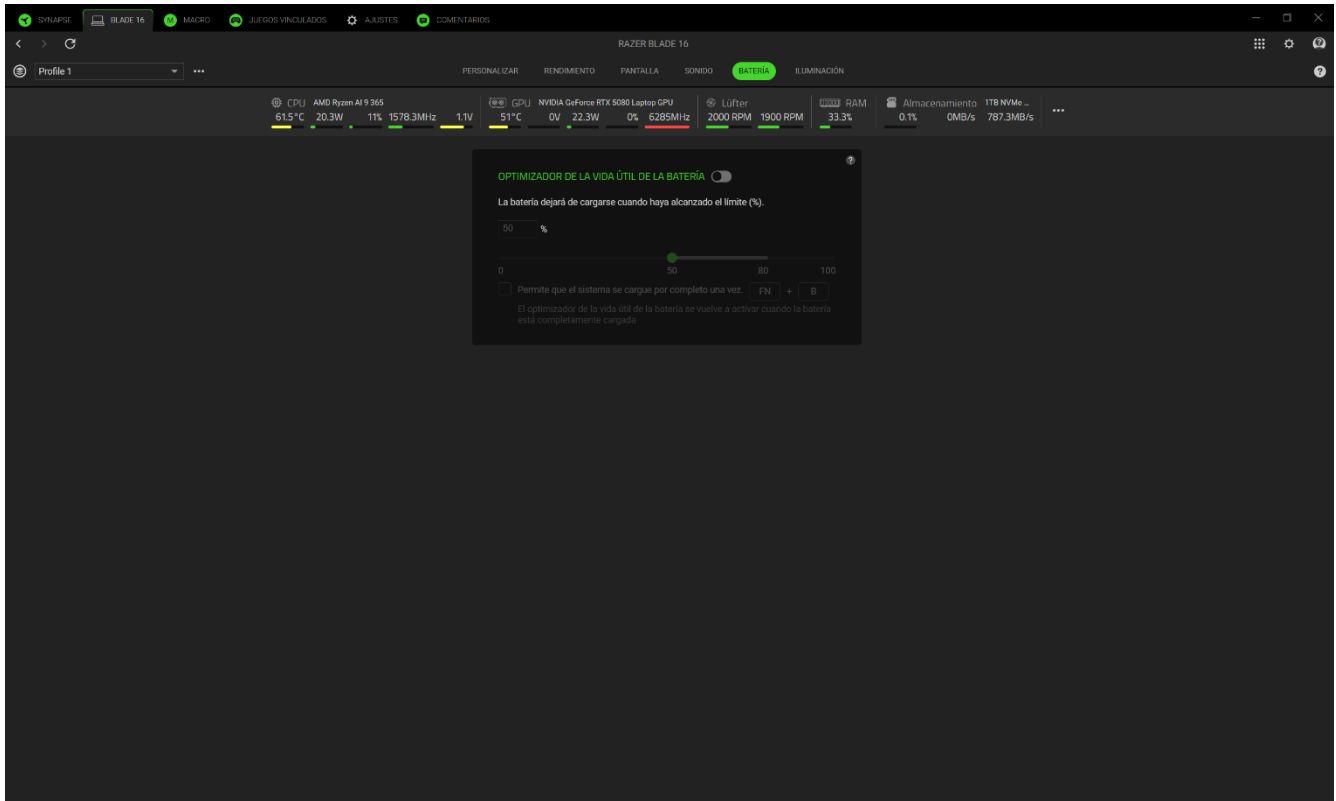 SYNAPSE BLADE 16 M MACRO JUEGOS VINCULADOS AJUSTES COMENTARIOS
RAZER BLADE 16
Profile 1 PERSONALIZAR RENDIMIENTO PANTALLA SONIDO BATERÍA ILUMINACIÓN ?
CPU AMD Ryzen AI 9 365 GPU NVIDIA GeForce RTX 5080 Laptop GPU Lüfter RAM Almacenamiento 1TB NVMe ...
61.5°C 20.3W 11% 1578.3MHz 1.1V 51°C 0V 22.3W 0% 6285MHz 2000 RPM 1900 RPM 33.3% 0.1% 0MB/s 787.3MB/s
?
OPTIMIZADOR DE LA VIDA ÚTIL DE LA BATERÍA
La batería dejará de cargarse cuando haya alcanzado el límite (%).
50 %
0 50 80 100
Permite que el sistema se cargue por completo una vez. FN + B
El optimizador de la vida útil de la batería se vuelve a activar cuando la batería
está completamente cargada